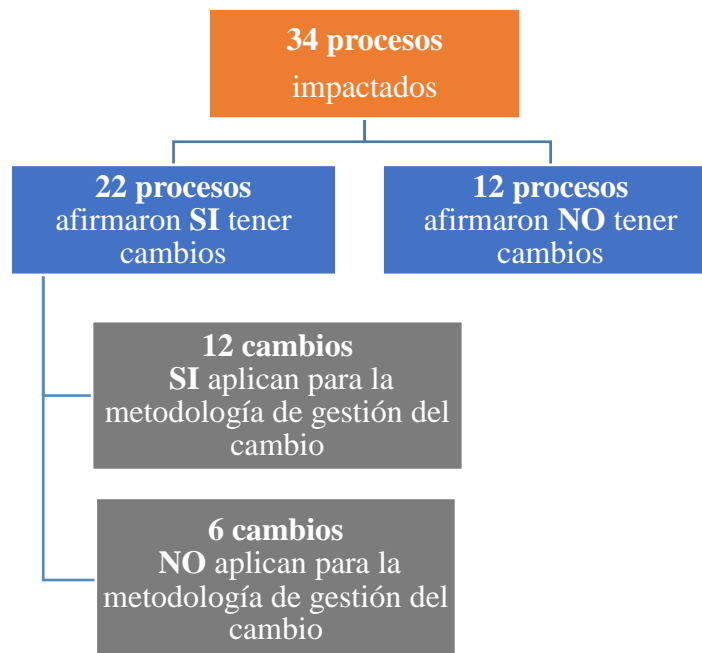 34 procesos
impactados
22 procesos
afirmaron SI tener
cambios
12 procesos
afirmaron NO tener
cambios
12 cambios
SI aplican para la
metodología de gestión del
cambio
6 cambios
NO aplican para la
metodología de gestión del
cambio